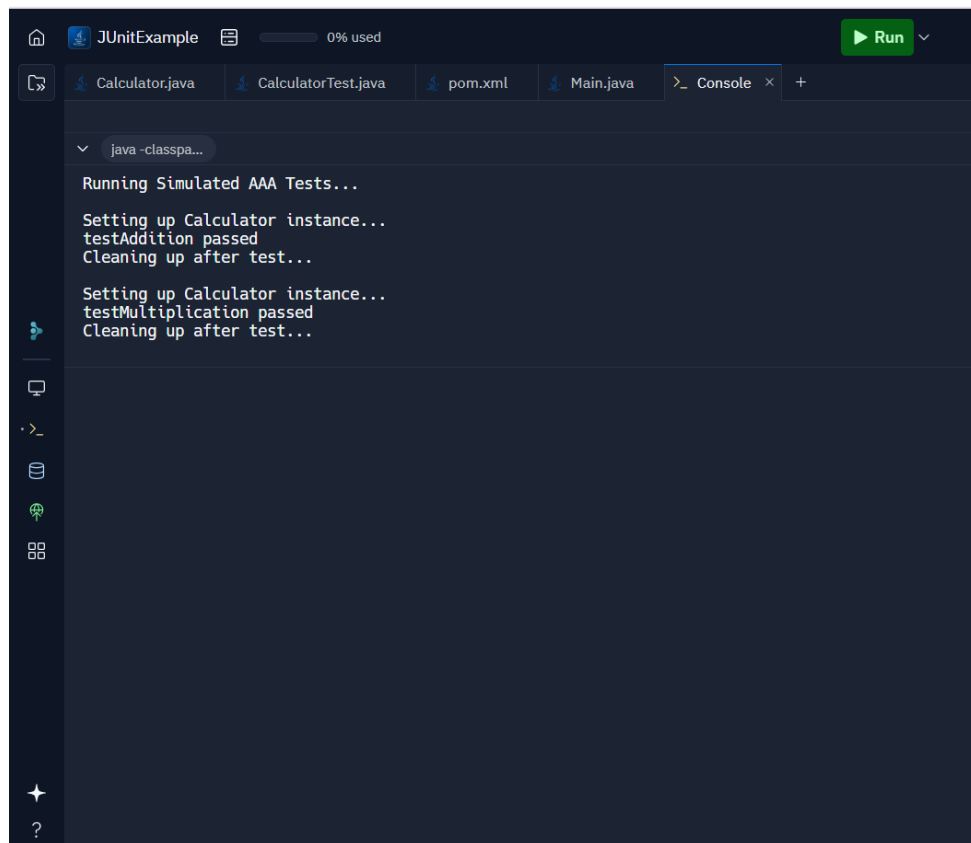 JUnitExample
0% used
Run
Calculator.java
CalculatorTest.java
pom.xml
Main.java
>_ Console × +
java -classpa...
Running Simulated AAA Tests...
Setting up Calculator instance...
testAddition passed
Cleaning up after test...
Setting up Calculator instance...
testMultiplication passed
Cleaning up after test...
>_
?